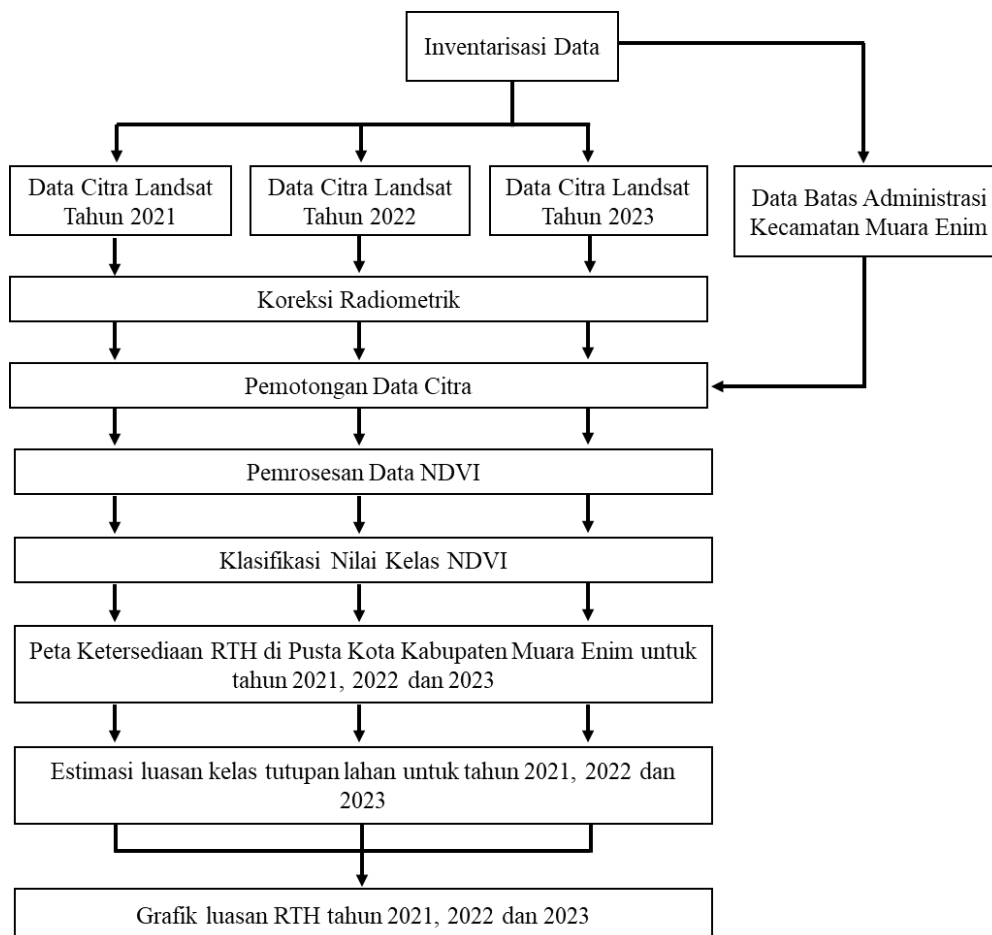 Inventarisasi Data
Data Citra Landsat
Tahun 2021
Data Citra Landsat
Tahun 2022
Data Citra Landsat
Tahun 2023
Data Batas Administrasi
Kecamatan Muara Enim
Koreksi Radiometrik
Pemotongan Data Citra
Pemrosesan Data NDVI
Klasifikasi Nilai Kelas NDVI
Peta Ketersediaan RTH di Pusta Kota Kabupaten Muara Enim untuk
tahun 2021, 2022 dan 2023
Estimasi luasan kelas tutupan lahan untuk tahun 2021, 2022 dan
2023
Grafik luasan RTH tahun 2021, 2022 dan 2023